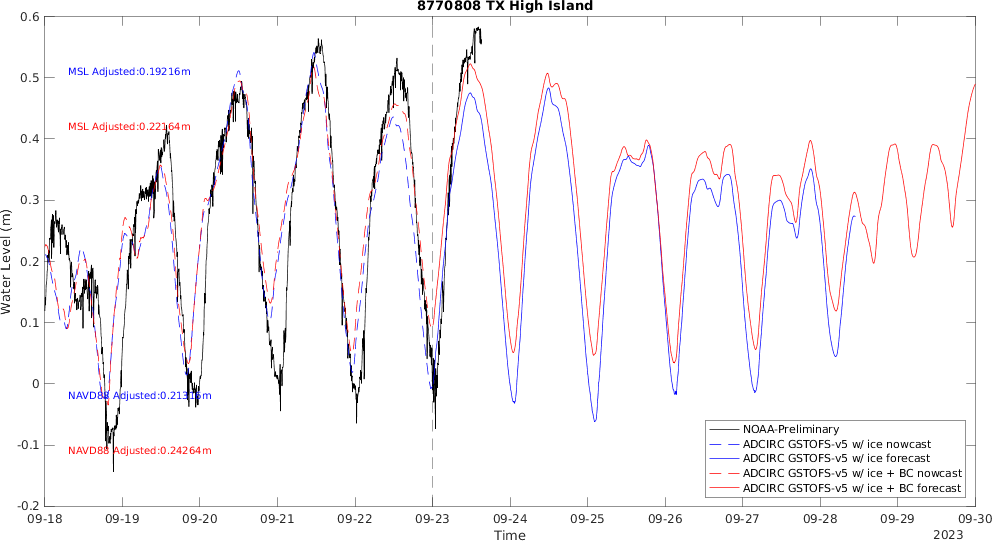 8770808 TX High Island
0.6
0.5
0.4
0.3
0.2
0.1
0
-0.1
-0.2
Water Level (m)
MSL Adjusted:0.19216m
MSL Adjusted:0.22164m
NAVD88 Adjusted:0.21316m
NAVD88 Adjusted:0.24264m
NOAA-Preliminary
ADCIRC GSTOFS-v5 w/ ice nowcast
ADCIRC GSTOFS-v5 w/ ice forecast
ADCIRC GSTOFS-v5 w/ ice + BC nowcast
ADCIRC GSTOFS-v5 w/ ice + BC forecast
09-18 09-19 09-20 09-21 09-22 09-23 09-24 09-25 09-26 09-27 09-28 09-29 09-30
Time
2023